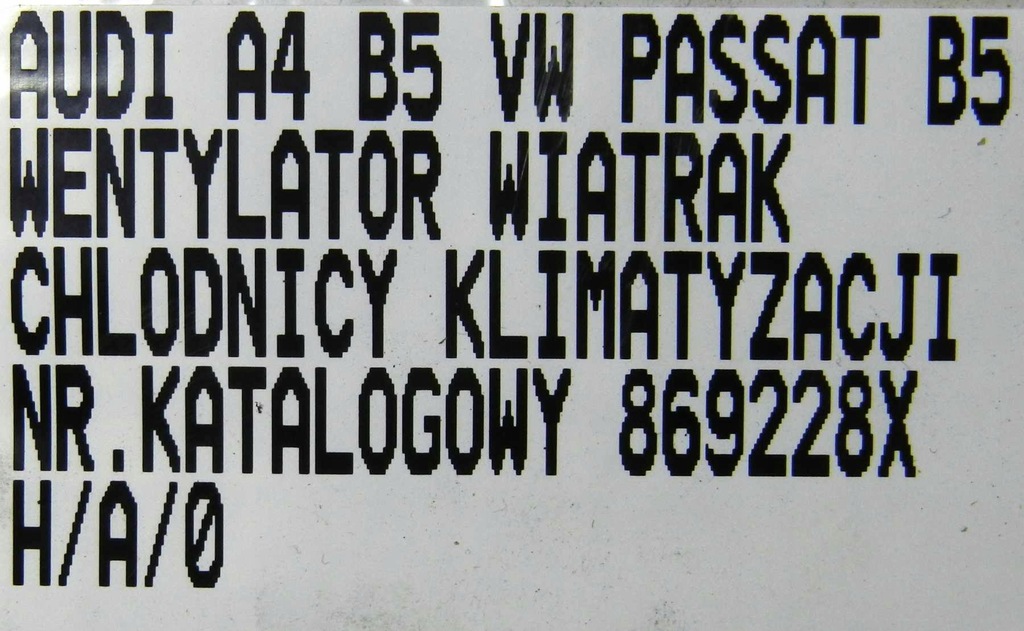 AUDI A4 B5 VW PASSAT B5
WENTYLATOR WIATRAK
CHLODNICY KLIMATYZACJI
NR.KATALOGOWY 869228X
H/A/0